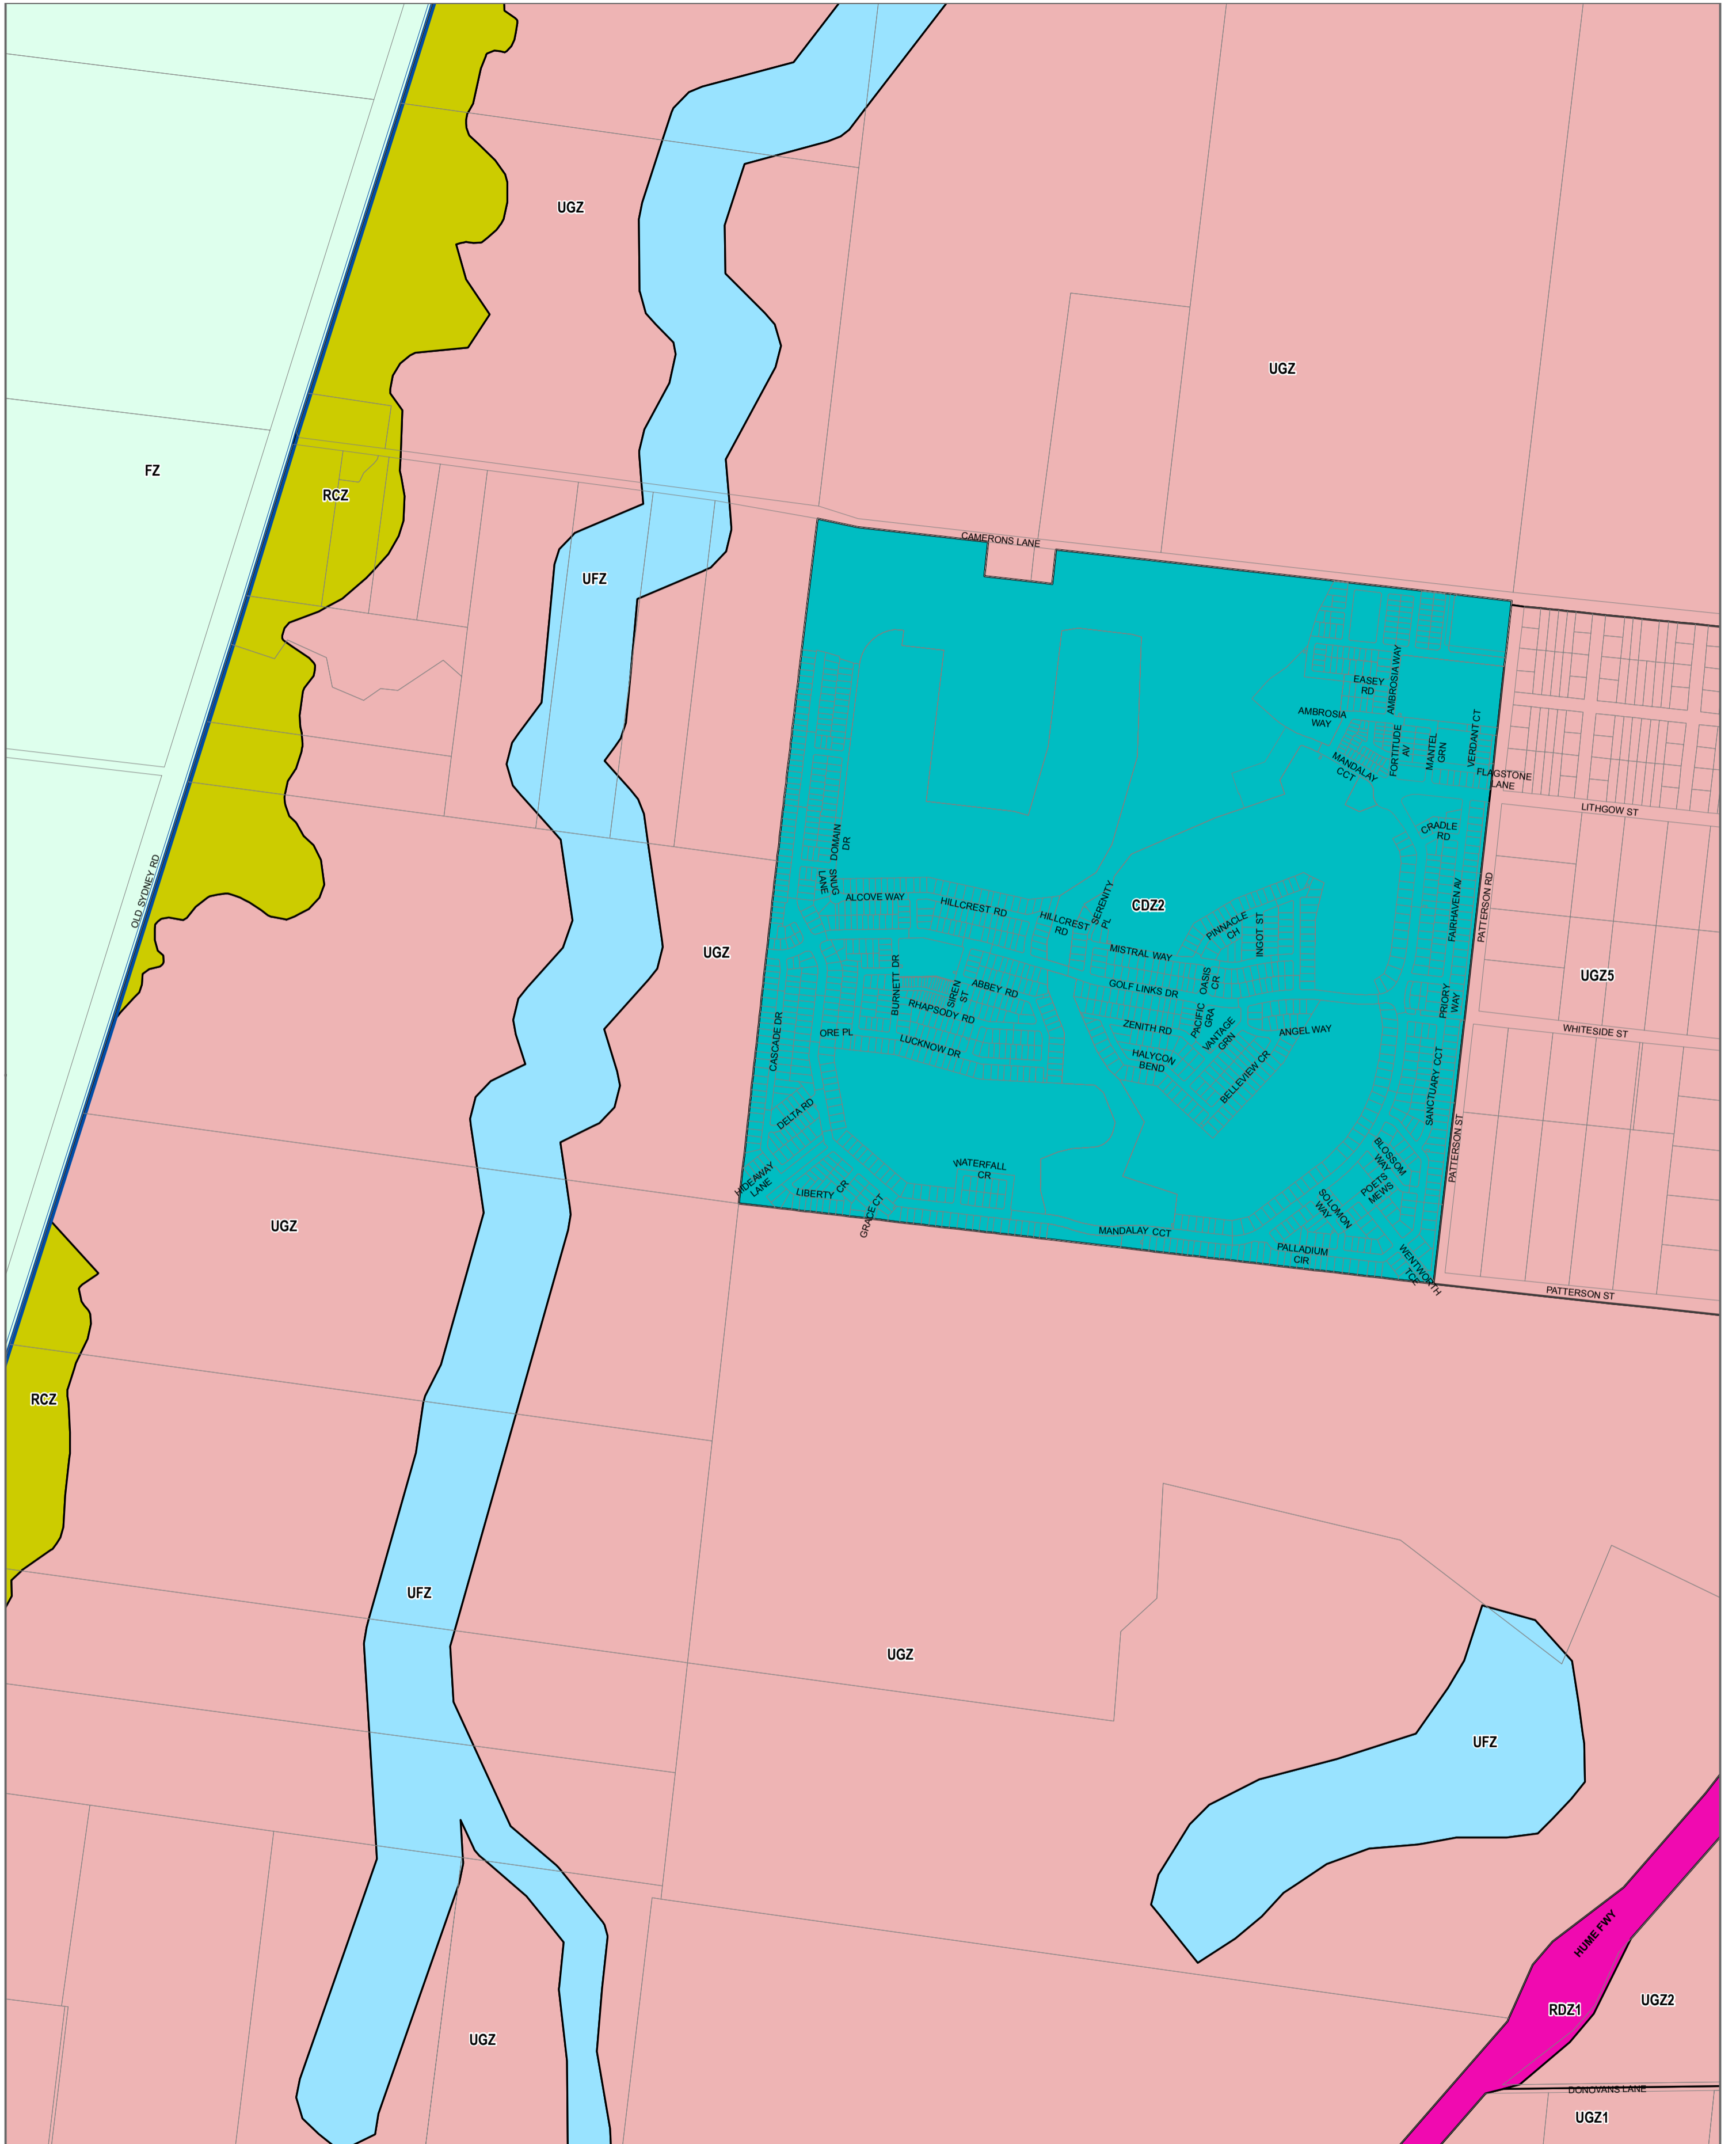 UGZ
UGZ
FZ
RCZ
CAMERONS LANE
UFZ
EASEY
RD
AMBROSIA WAY
AMBROSIA
WAY
FORTITUDE
AV
MANTEL
GRN
VERDANT CT
MANDALAY
CCT
FLAGSTONE
LANE
LITHGOW ST
CRADLE
RD
DOMAIN
DR
SNUG
LANE
OLD SYDNEY RD
ALCOVE WAY
HILLCREST RD
HILLCREST
RD
SERENITY
PL
CDZ2
PINNACLE
CH
INGOT ST
FAIRHAVEN AV
PATTERSON RD
UGZ
MISTRAL WAY
UGZ5
BURNETT DR
SIREN
ST
ABBEY RD
GOLF LINKS DR
OASIS
CR
PRIORY
WAY
RHAPSODY RD
PACIFIC
GRA
CASCADE DR
ORE PL
LUCKNOW DR
ZENITH RD
VANTAGE
GRN
ANGEL WAY
WHITESIDE ST
HALYCON
BEND
BELLEVIEW CR
SANCTUARY CCT
DELTA RD
PATTERSON ST
BLOSSOM
WAY
HIDEAWAY
LANE
LIBERTY CR
WATERFALL
CR
POETS
MEWS
SOLOMON
WAY
GRACE CT
UGZ
MANDALAY CCT
PALLADIUM
CIR
WENTWORTH
TCE
PATTERSON ST
RCZ
UFZ
UGZ
UFZ
HUME FWY
UGZ2
RDZ1
UGZ
DONOVANS LANE
UGZ1